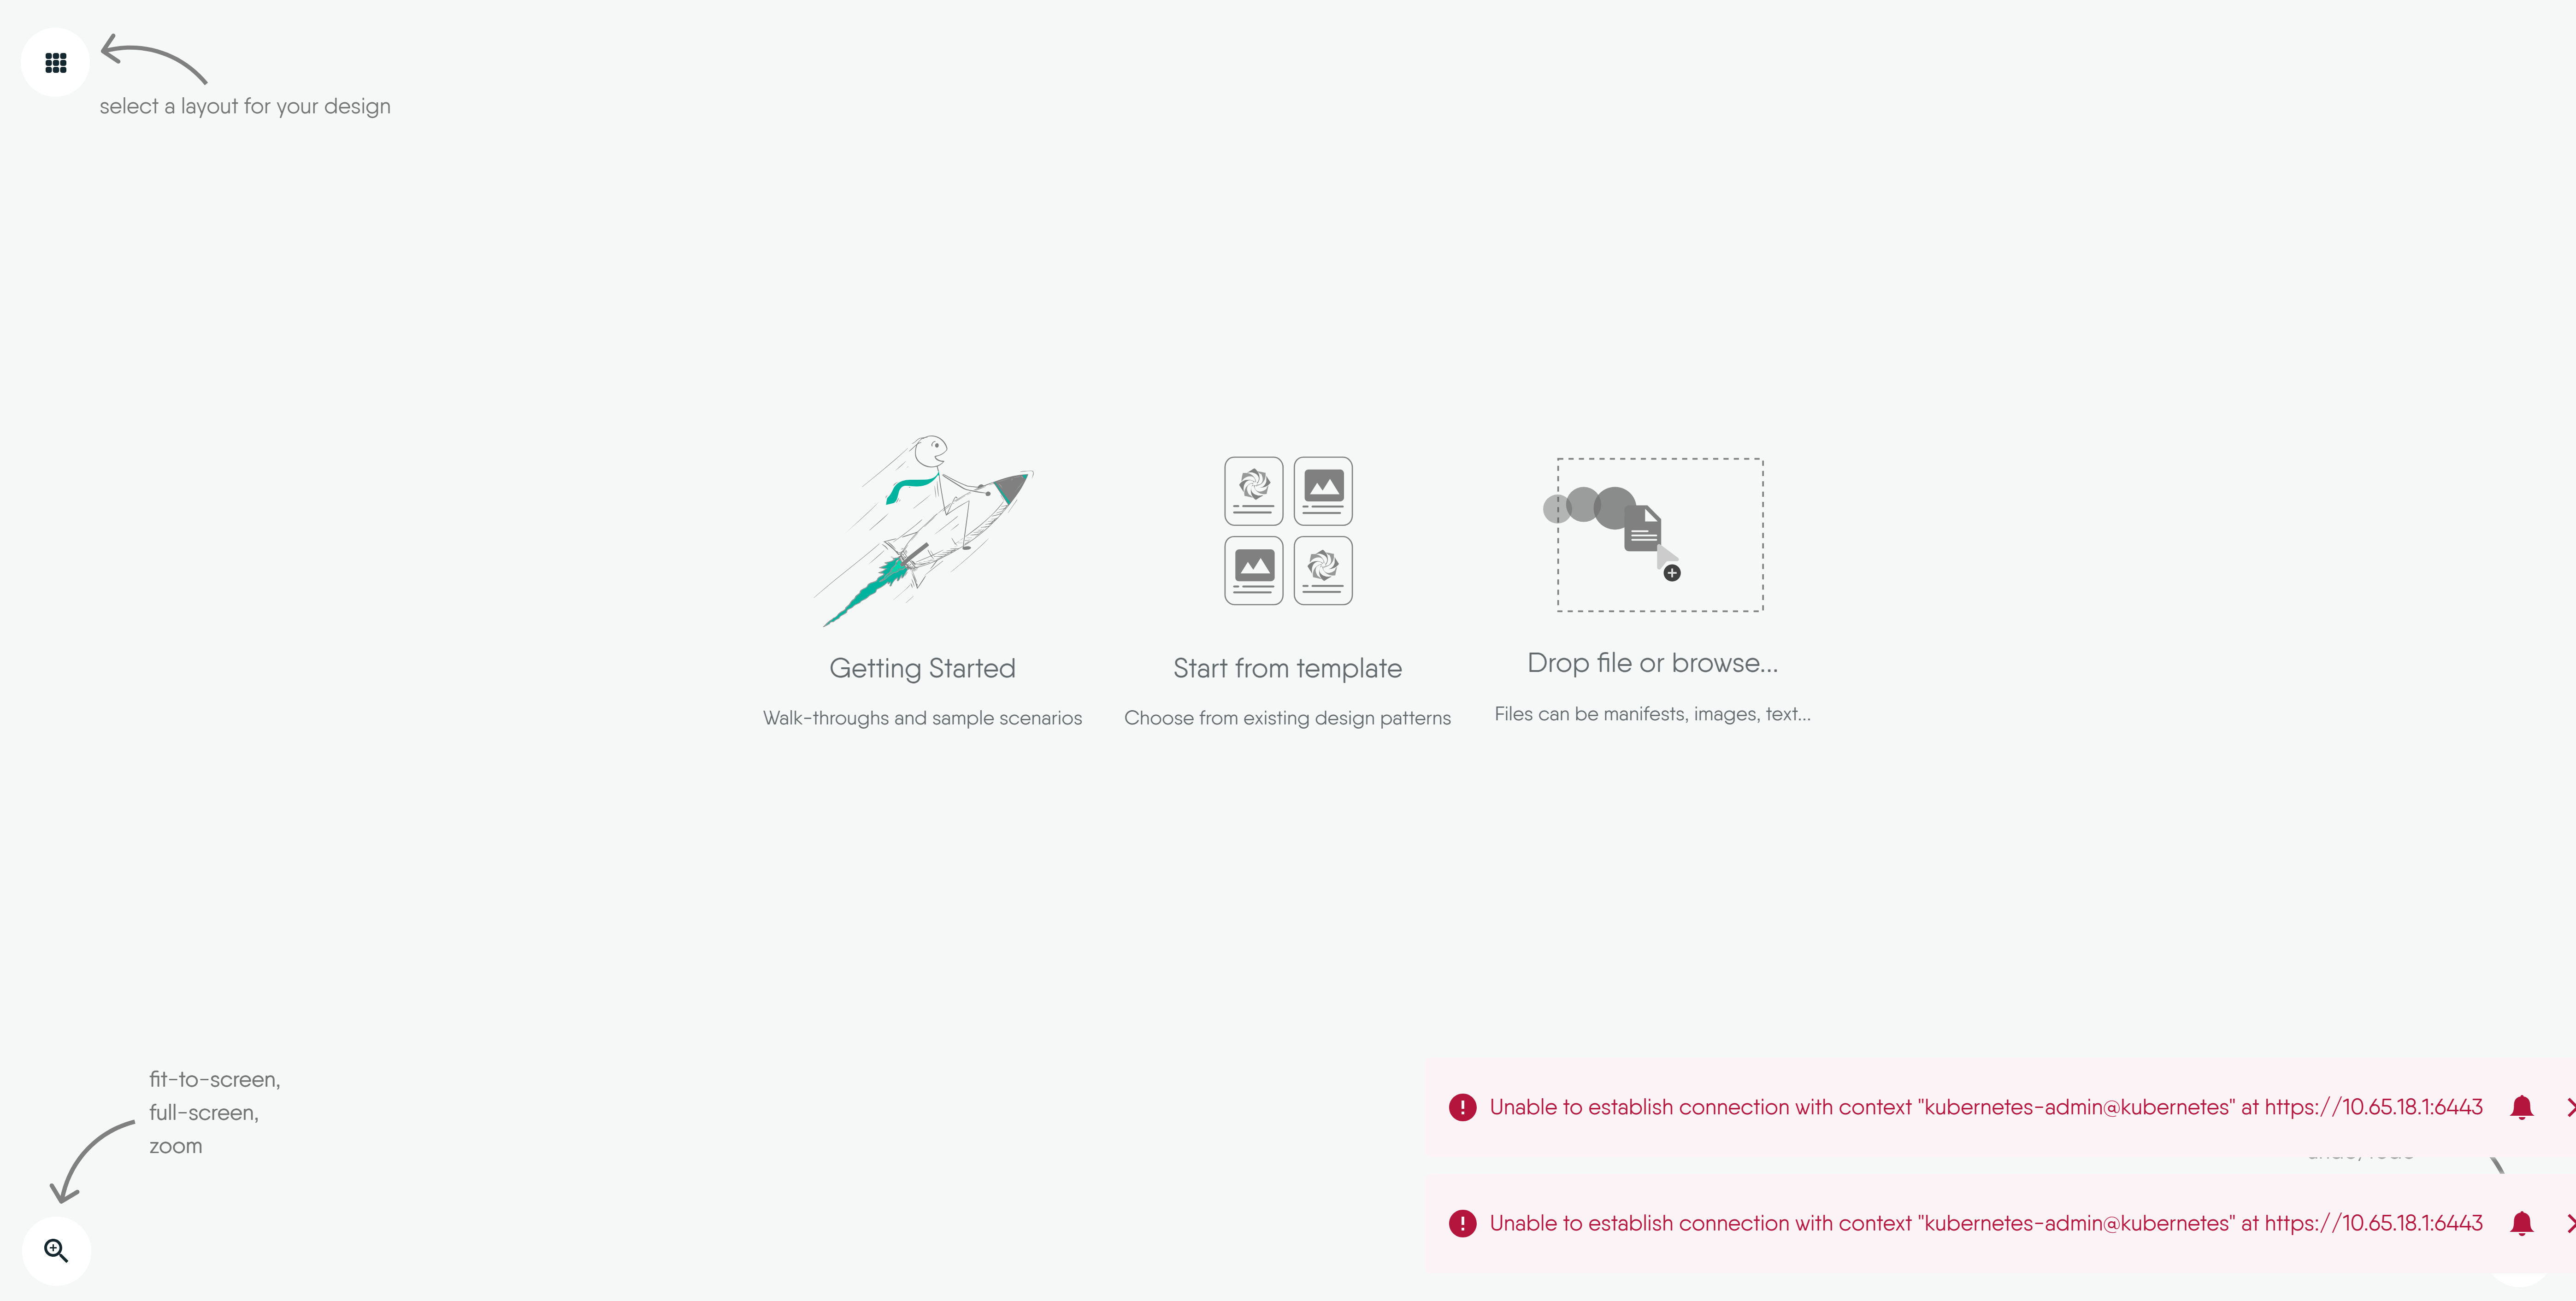 select a layout for your design
Getting Started
Walk-throughs and sample scenarios
Start from template
Choose from existing design patterns
Drop file or browse...
Files can be manifests, images, text...
fit-to-screen,
full-screen,
zoom
Unable to establish connection with context "kubernetes-admin@kubernetes" at https://10.65.18.1:6443
Unable to establish connection with context "kubernetes-admin@kubernetes" at https://10.65.18.1:6443